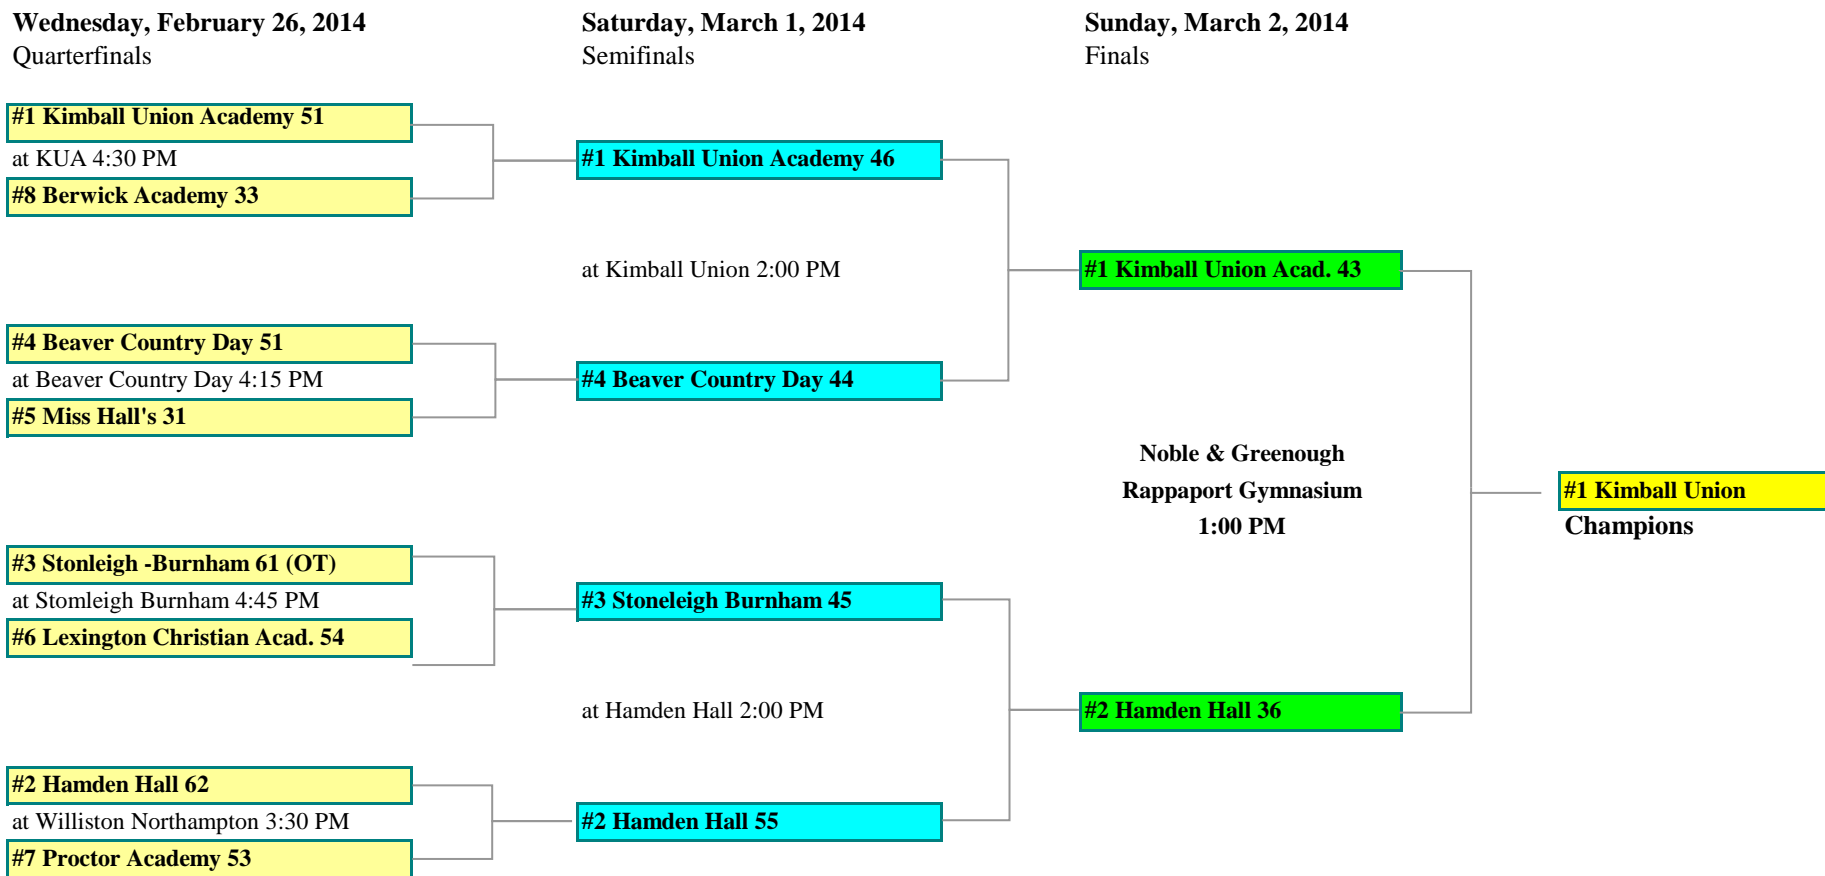 Wednesday, February 26, 2014
Quarterfinals
#1 Kimball Union Academy 51
at KUA 4:30 PM
#8 Berwick Academy 33
#4 Beaver Country Day 51
at Beaver Country Day 4:15 PM
#5 Miss Hall's 31
#3 Stonleigh -Burnham 61 (OT)
at Stomleigh Burnham 4:45 PM
#6 Lexington Christian Acad. 54
#2 Hamden Hall 62
at Williston Northampton 3:30 PM
#7 Proctor Academy 53
Saturday, March 1, 2014
Semifinals
#1 Kimball Union Academy 46
at Kimball Union 2:00 PM
#4 Beaver Country Day 44
#3 Stoneleigh Burnham 45
at Hamden Hall 2:00 PM
#2 Hamden Hall 55
Sunday, March 2, 2014
Finals
#1 Kimball Union Acad. 43
Noble & Greenough
Rappaport Gymnasium
1:00 PM
#2 Hamden Hall 36
#1 Kimball Union
Champions